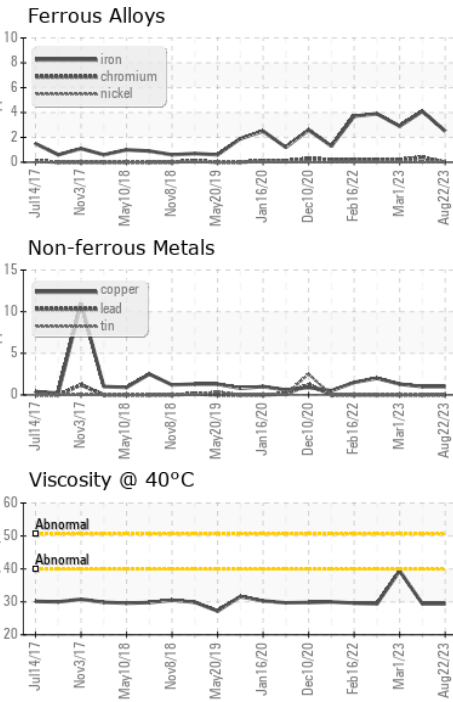 Ferrous Alloys
10
8
6
4
2
0
iron
chromium
nickel
Jul14/17
Nov3/17
May10/18
Nov8/18
May20/19
Jan16/20
Dec10/20
Feb16/22
Mar1/23
Aug22/23
Non-ferrous Metals
15
10
5
0
copper
lead
tin
Jul14/17
Nov3/17
May10/18
Nov8/18
May20/19
Jan16/20
Dec10/20
Feb16/22
Mar1/23
Aug22/23
Viscosity @ 40°C
60
50
40
30
20
Abnormal
Abnormal
Jul14/17
Nov3/17
May10/18
Nov8/18
May20/19
Jan16/20
Dec10/20
Feb16/22
Mar1/23
Aug22/23